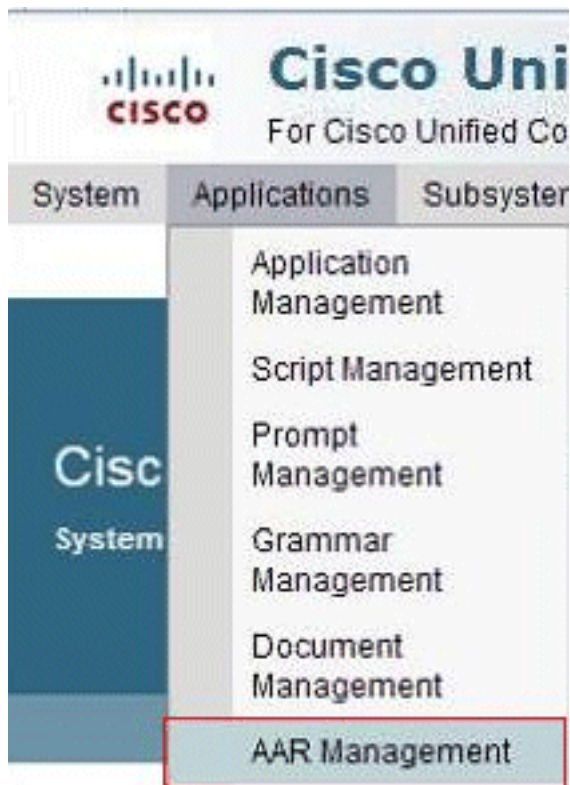 CISCO
Cisco Uni
For Cisco Unified Co
System Applications Subsyster
Application
Management
Script Management
Prompt
Management
Grammar
Management
Document
Management
AAR Management
Cisc
System